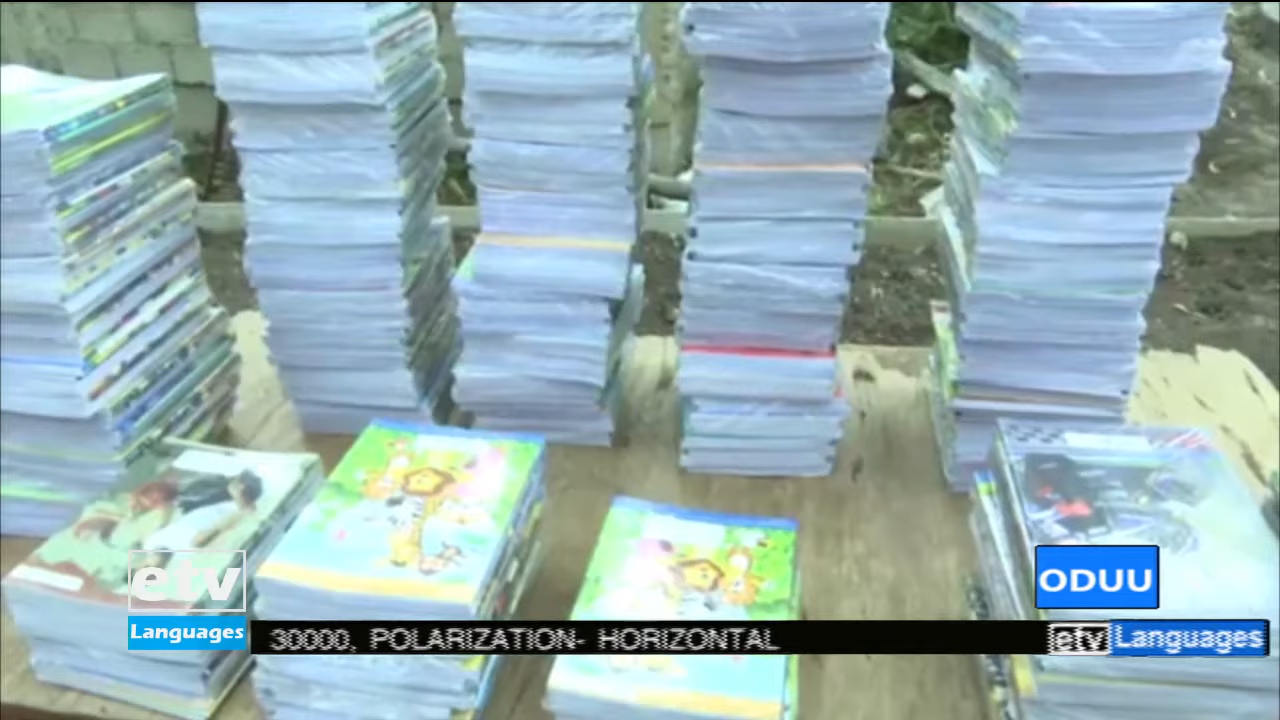 etv
Languages
ODUU
30000, POLARIZATION- HORIZONTAL
etv Languages